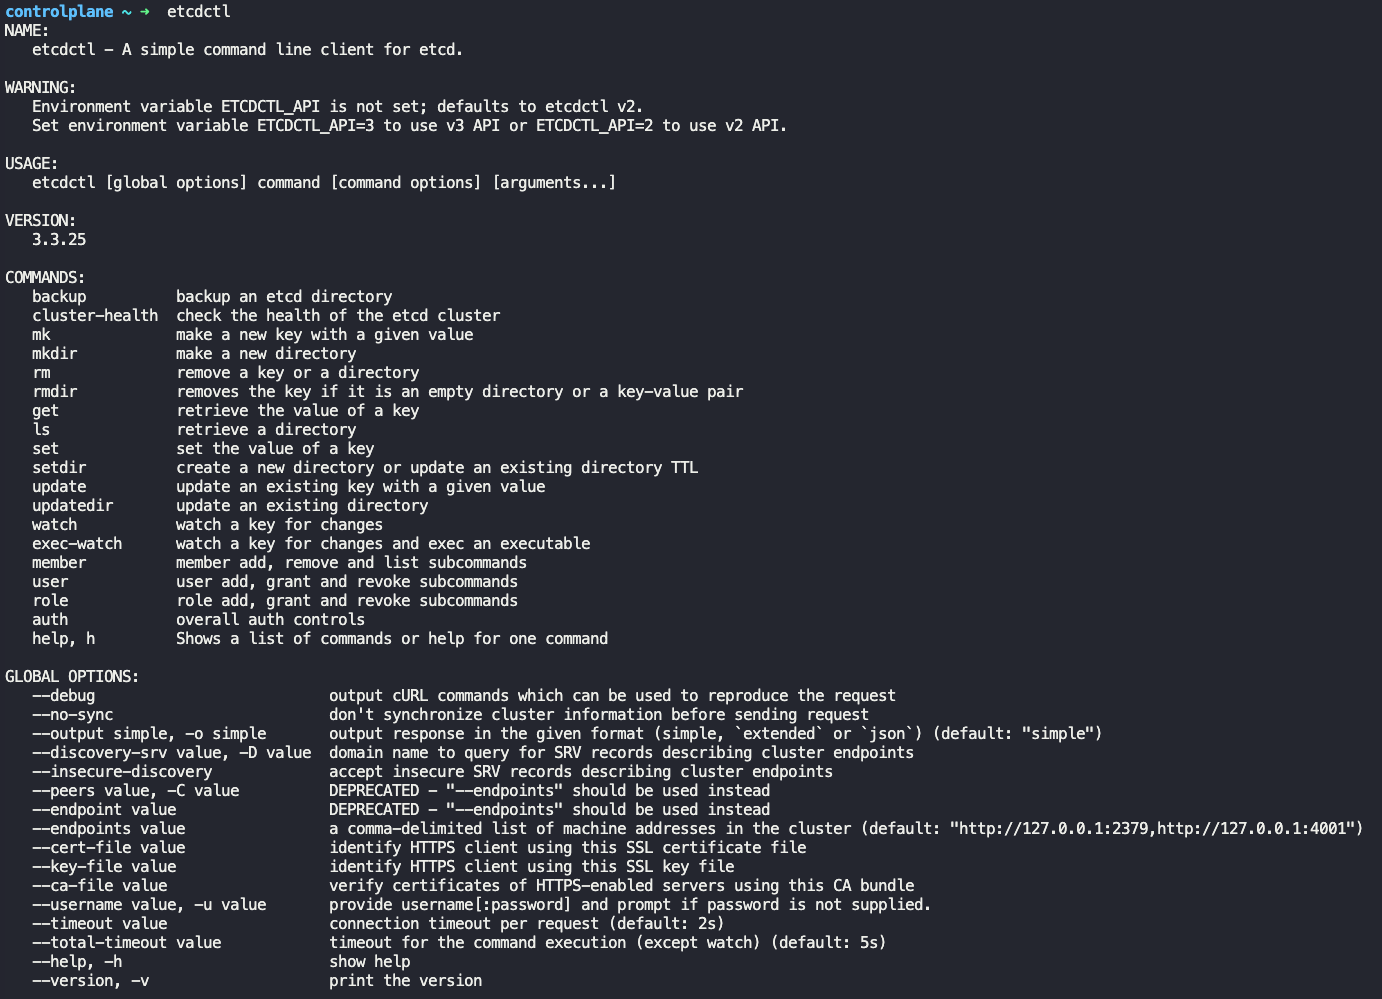 controlplane ~ ➜  etcdctl
NAME:
   etcdctl - A simple command line client for etcd.

WARNING:
   Environment variable ETCDCTL_API is not set; defaults to etcdctl v2.
   Set environment variable ETCDCTL_API=3 to use v3 API or ETCDCTL_API=2 to use v2 API.

USAGE:
   etcdctl [global options] command [command options] [arguments...]

VERSION:
   3.3.25

COMMANDS:
   backup          backup an etcd directory
   cluster-health  check the health of the etcd cluster
   mk              make a new key with a given value
   mkdir           make a new directory
   rm              remove a key or a directory
   rmdir           removes the key if it is an empty directory or a key-value pair
   get             retrieve the value of a key
   ls              retrieve a directory
   set             set the value of a key
   setdir          create a new directory or update an existing directory TTL
   update          update an existing key with a given value
   updatedir       update an existing directory
   watch           watch a key for changes
   exec-watch      watch a key for changes and exec an executable
   member          member add, remove and list subcommands
   user            user add, grant and revoke subcommands
   role            role add, grant and revoke subcommands
   auth            overall auth controls
   help, h         Shows a list of commands or help for one command

GLOBAL OPTIONS:
   --debug                          output cURL commands which can be used to reproduce the request
   --no-sync                        don't synchronize cluster information before sending request
   --output simple, -o simple       output response in the given format (simple, `extended` or `json`) (default: "simple")
   --discovery-srv value, -D value  domain name to query for SRV records describing cluster endpoints
   --insecure-discovery             accept insecure SRV records describing cluster endpoints
   --peers value, -C value          DEPRECATED - "--endpoints" should be used instead
   --endpoint value                 DEPRECATED - "--endpoints" should be used instead
   --endpoints value                a comma-delimited list of machine addresses in the cluster (default: "http://127.0.0.1:2379,http://127.0.0.1:4001")
   --cert-file value                identify HTTPS client using this SSL certificate file
   --key-file value                 identify HTTPS client using this SSL key file
   --ca-file value                  verify certificates of HTTPS-enabled servers using this CA bundle
   --username value, -u value       provide username[:password] and prompt if password is not supplied.
   --timeout value                  connection timeout per request (default: 2s)
   --total-timeout value            timeout for the command execution (except watch) (default: 5s)
   --help, -h                       show help
   --version, -v                    print the version